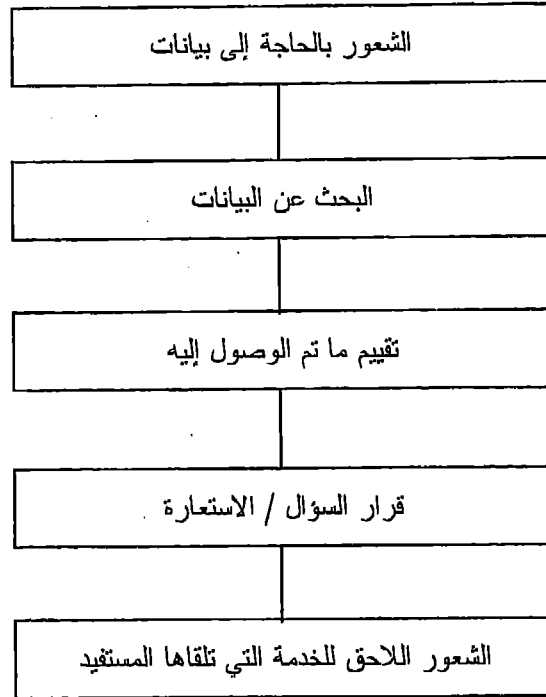 الشعور بالحاجة إلى بيانات
البحث عن البيانات
تقييم ما تم الوصول إليه
قرار السؤال / الاستعارة
الشعور اللاحق للخدمة التي تلقاها المستفيد